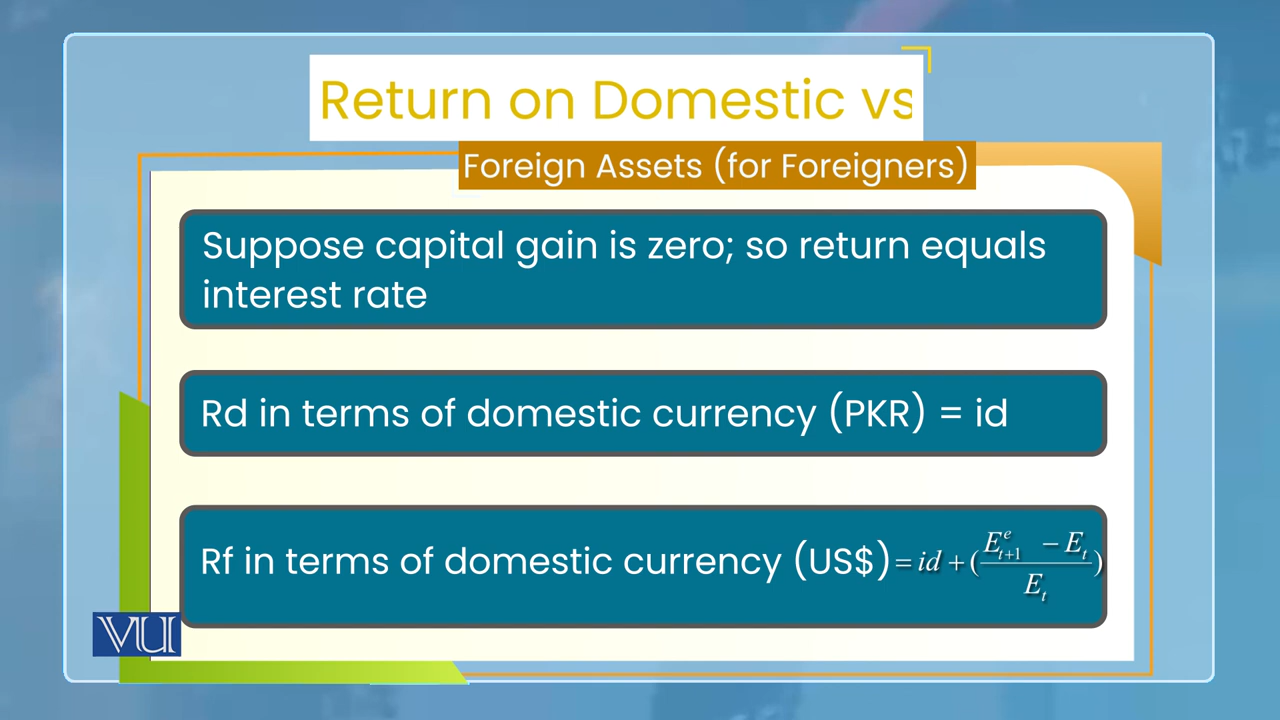 Return on Domestic vs
Foreign Assets (for Foreigners)
Suppose capital gain is zero; so return equals
interest rate
Rd in terms of domestic currency (PKR) = id
Rf in terms of domestic currency (US$) = id + (\frac{E^e_{t+1} - E_t}{E_t})
VU